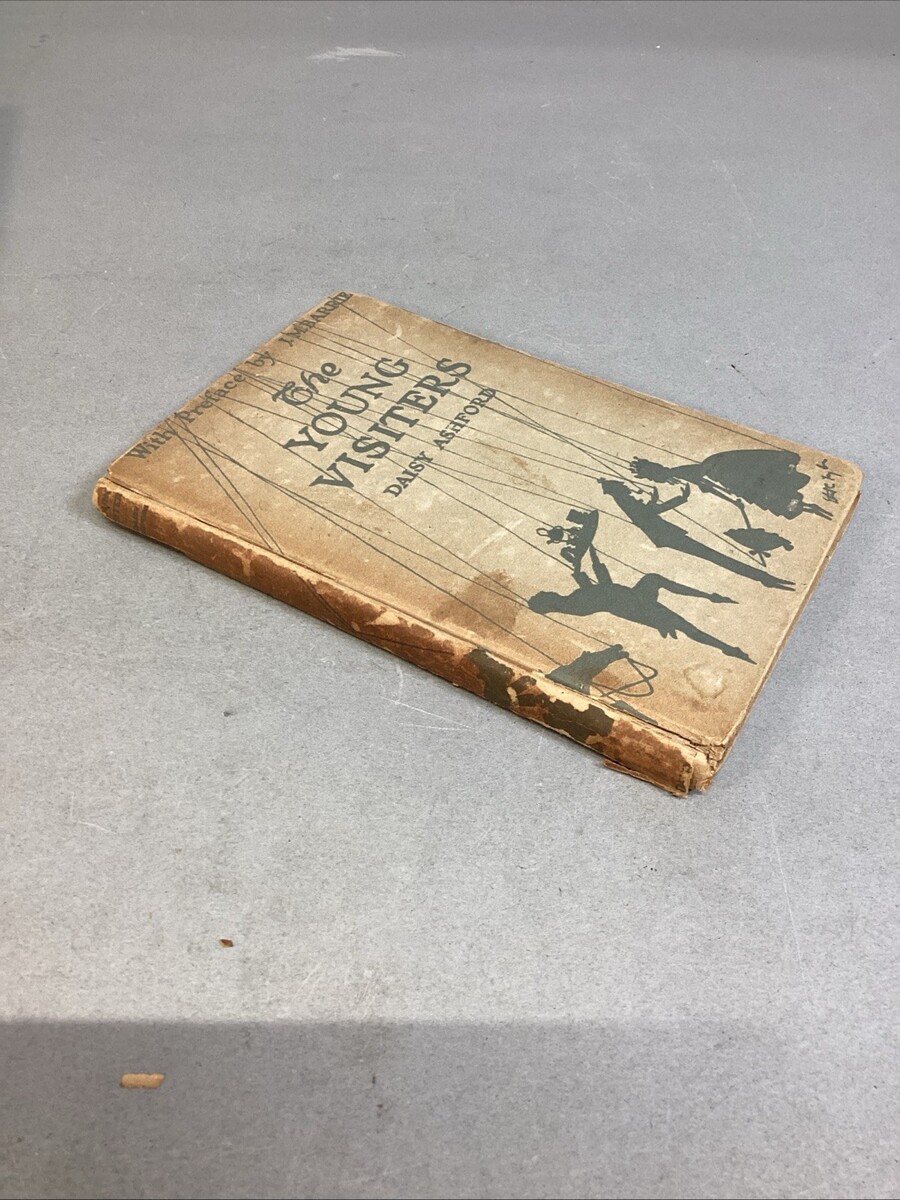 With Preface by J.M.BARRIE
The
YOUNG
VISITERS
DAISY ASHFORD